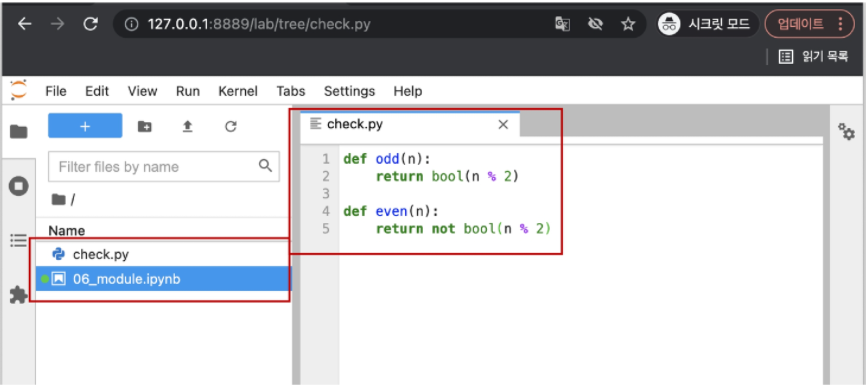 127.0.0.1:8889/lab/tree/check.py
시크릿 모드
업데이트
읽기 목록
File Edit View Run Kernel Tabs Settings Help
+
Filter files by name
/
Name
check.py
06_module.ipynb
check.py
1 def odd(n):
2     return bool(n % 2)
3
4 def even(n):
5     return not bool(n % 2)